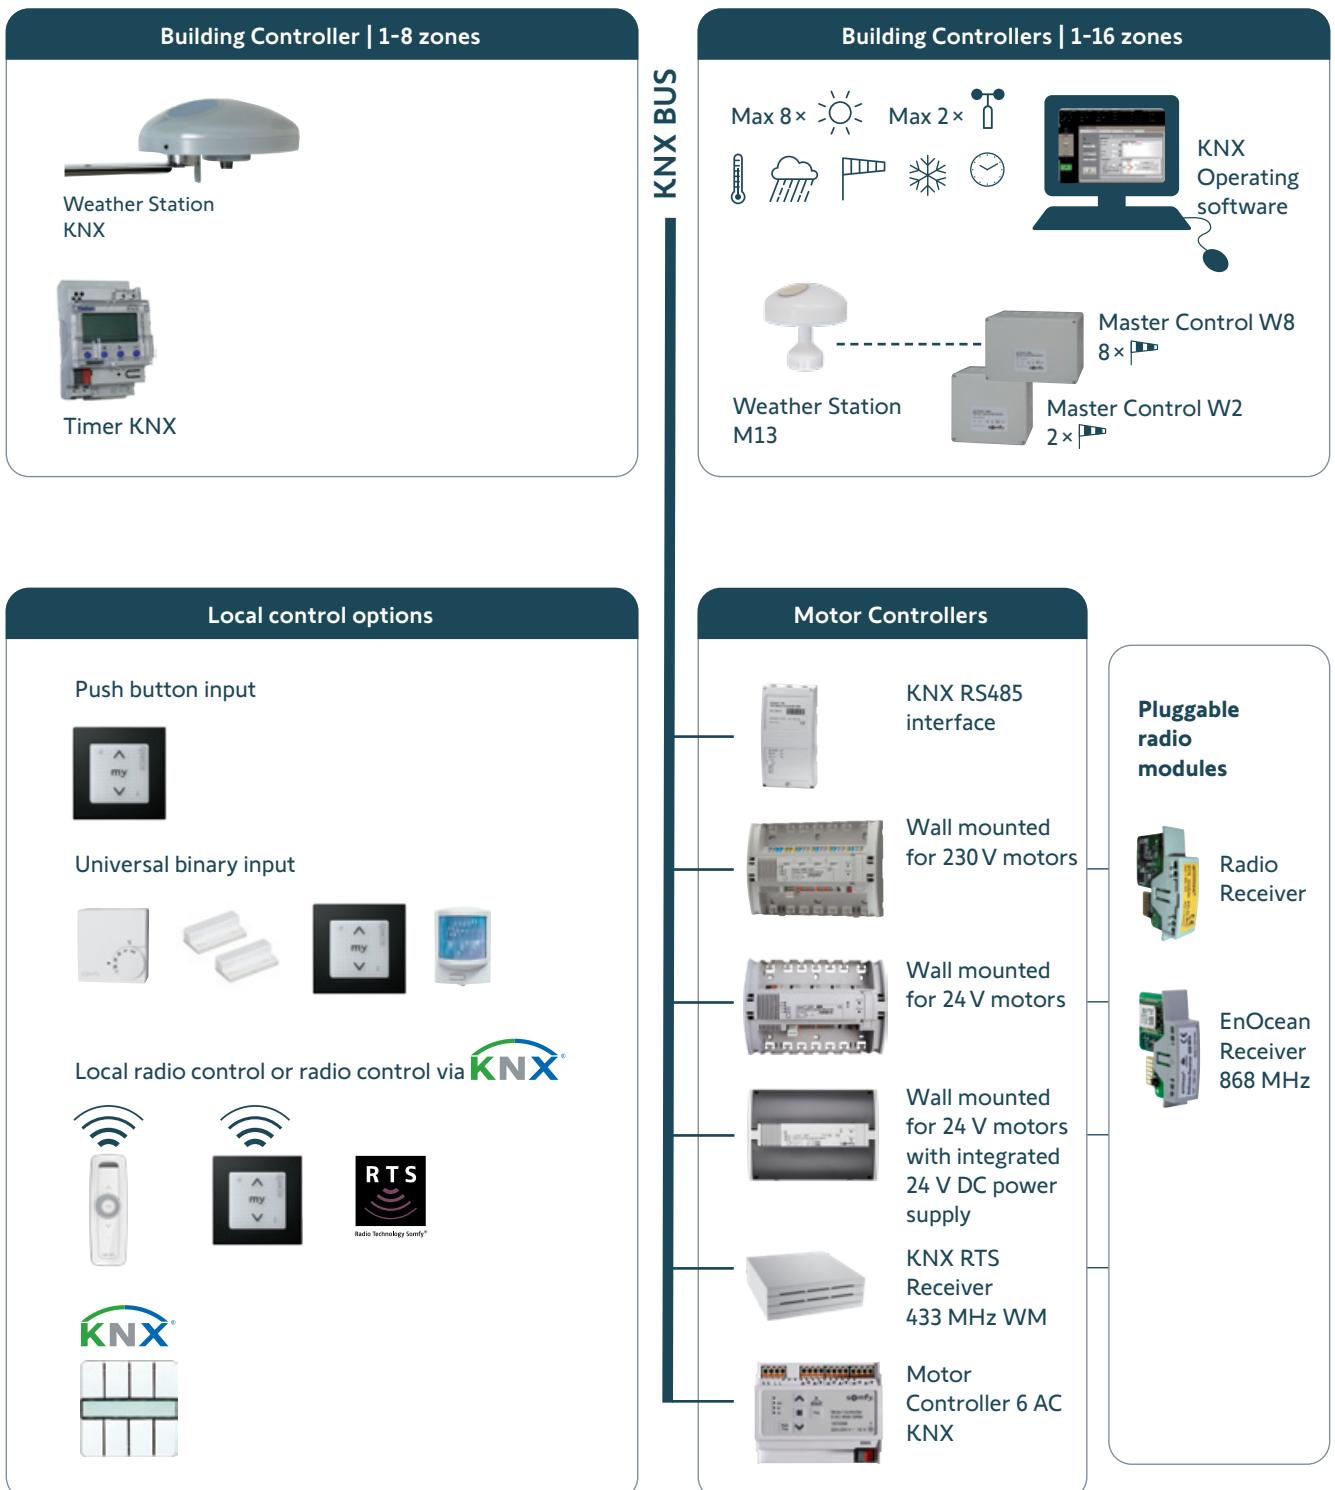 Building Controller | 1-8 zones
Weather Station
KNX
Timer KNX
KNX BUS
Building Controllers | 1-16 zones
Max 8×
Max 2×
KNX
Operating
software
Weather Station
M13
Master Control W8
8×
Master Control W2
2×
Local control options
Push button input
my
Universal binary input
my
Local radio control or radio control via KNX
my
RTS
Radio Technology Somfy®
KNX
Motor Controllers
KNX RS485
interface
Wall mounted
for 230 V motors
Wall mounted
for 24 V motors
Wall mounted
for 24 V motors
with integrated
24 V DC power
supply
KNX RTS
Receiver
433 MHz WM
Motor
Controller 6 AC
KNX
somfy
Pluggable
radio
modules
Radio
Receiver
EnOcean
Receiver
868 MHz